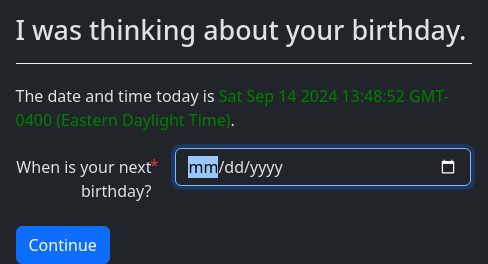 I was thinking about your birthday.
The date and time today is Sat Sep 14 2024 13:48:52 GMT-
0400 (Eastern Daylight Time).
When is your next*
birthday?
mm/dd/yyyy
Continue